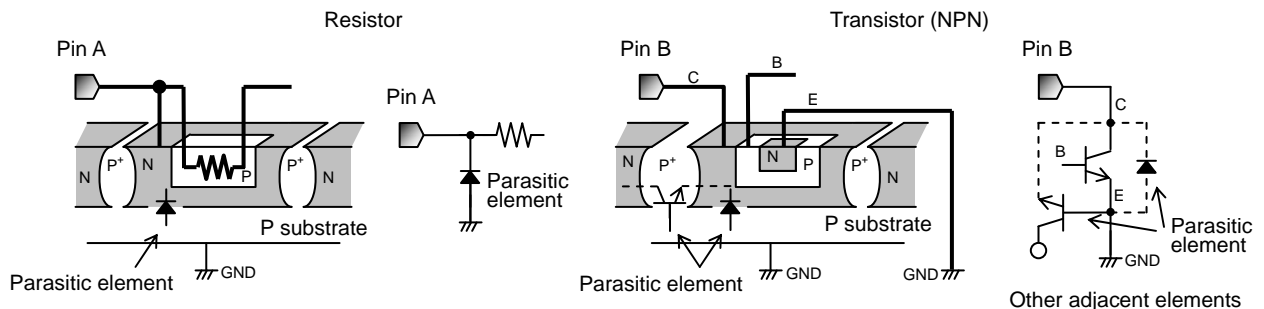 Resistor
Transistor (NPN)
Pin A
Pin A
Pin B
Pin B
C
B
E
C
B
E
N
P+
N
P
P+
N
N
P+
N
P
P+
N
Parasitic
element
P substrate
P substrate
Parasitic
element
GND
GND
GND
GND
Parasitic element
Parasitic element
Other adjacent elements